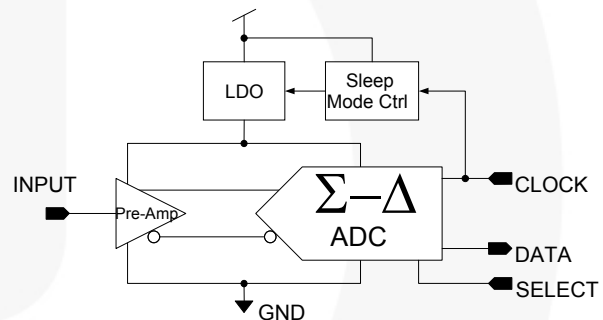 LDO
Sleep
Mode Ctrl
INPUT
Pre-Amp
Σ-Δ
ADC
CLOCK
DATA
SELECT
GND